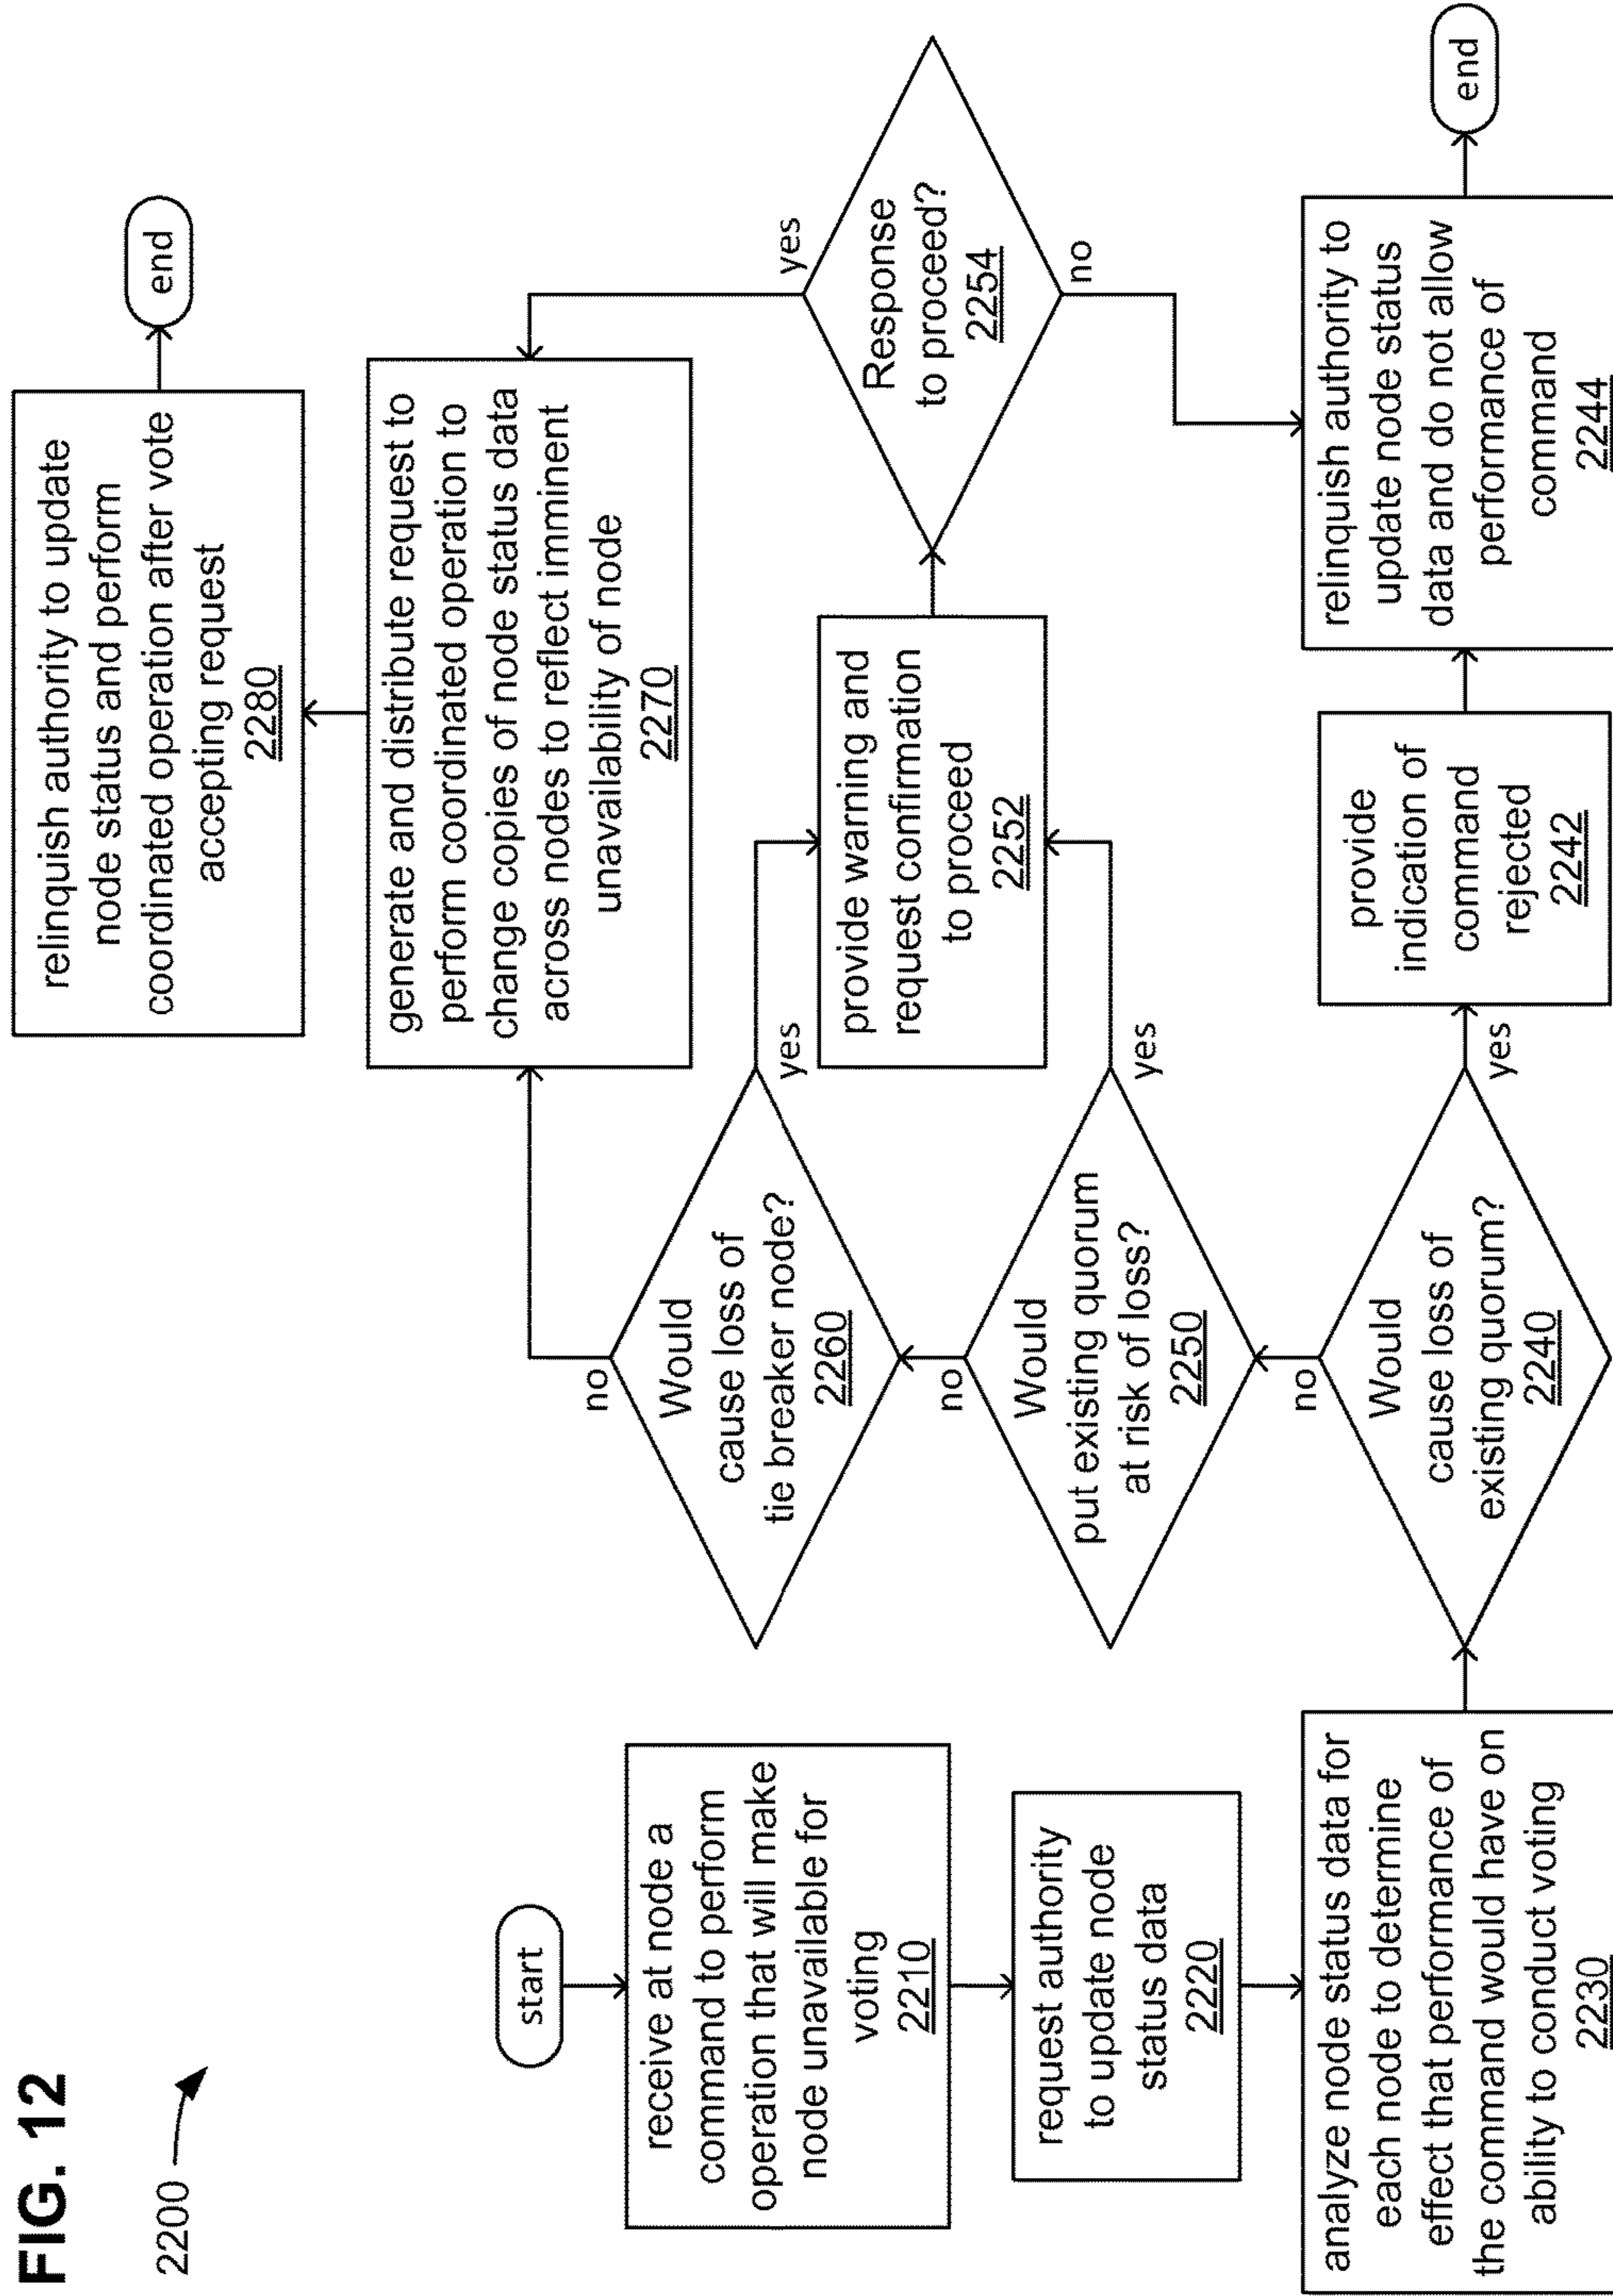 FIG. 12
2200
start
receive at node a
command to perform
operation that will make
node unavailable for
voting
2210
request authority
to update node
status data
2220
analyze node status data for
each node to determine
effect that performance of
the command would have on
ability to conduct voting
2230
Would
cause loss of
existing quorum?
2240
yes
no
provide
indication of
command
rejected
2242
relinquish authority to
update node status
data and do not allow
performance of
command
2244
end
Would
put existing quorum
at risk of loss?
2250
yes
no
provide warning and
request confirmation
to proceed
2252
Response
to proceed?
2254
yes
no
Would
cause loss of
tie breaker node?
2260
yes
no
generate and distribute request to
perform coordinated operation to
change copies of node status data
across nodes to reflect imminent
unavailability of node
2270
relinquish authority to update
node status and perform
coordinated operation after vote
accepting request
2280
end